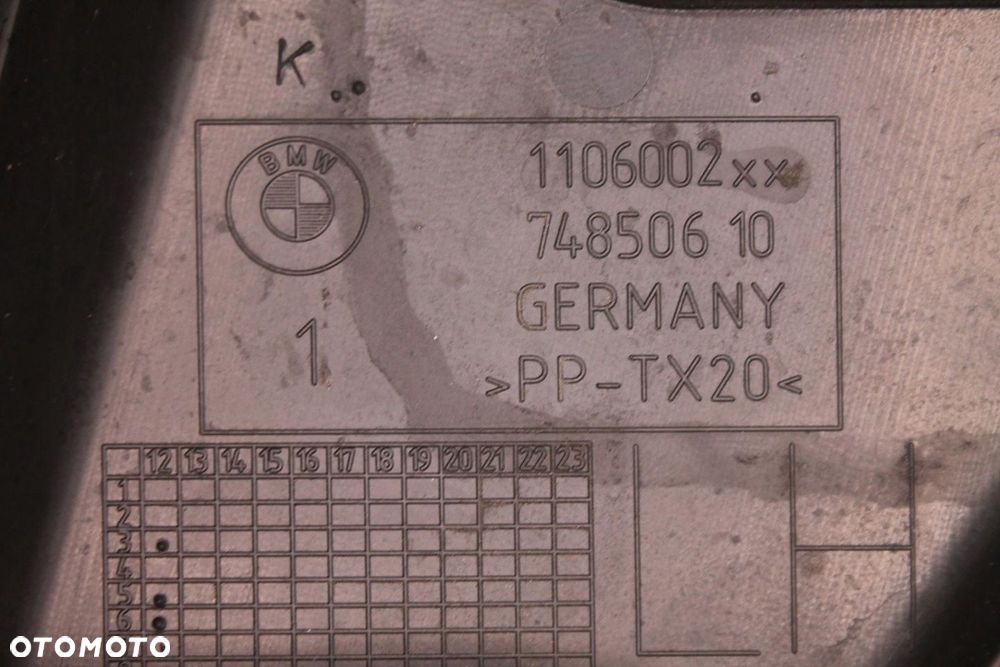 K
BMW
1106002xx
748506 10
GERMANY
1
>PP-TX20<
12 13 14 15 16 17 18 19 20 21 22 23
1
2
3
4
5
6
LH
OTOMOTO